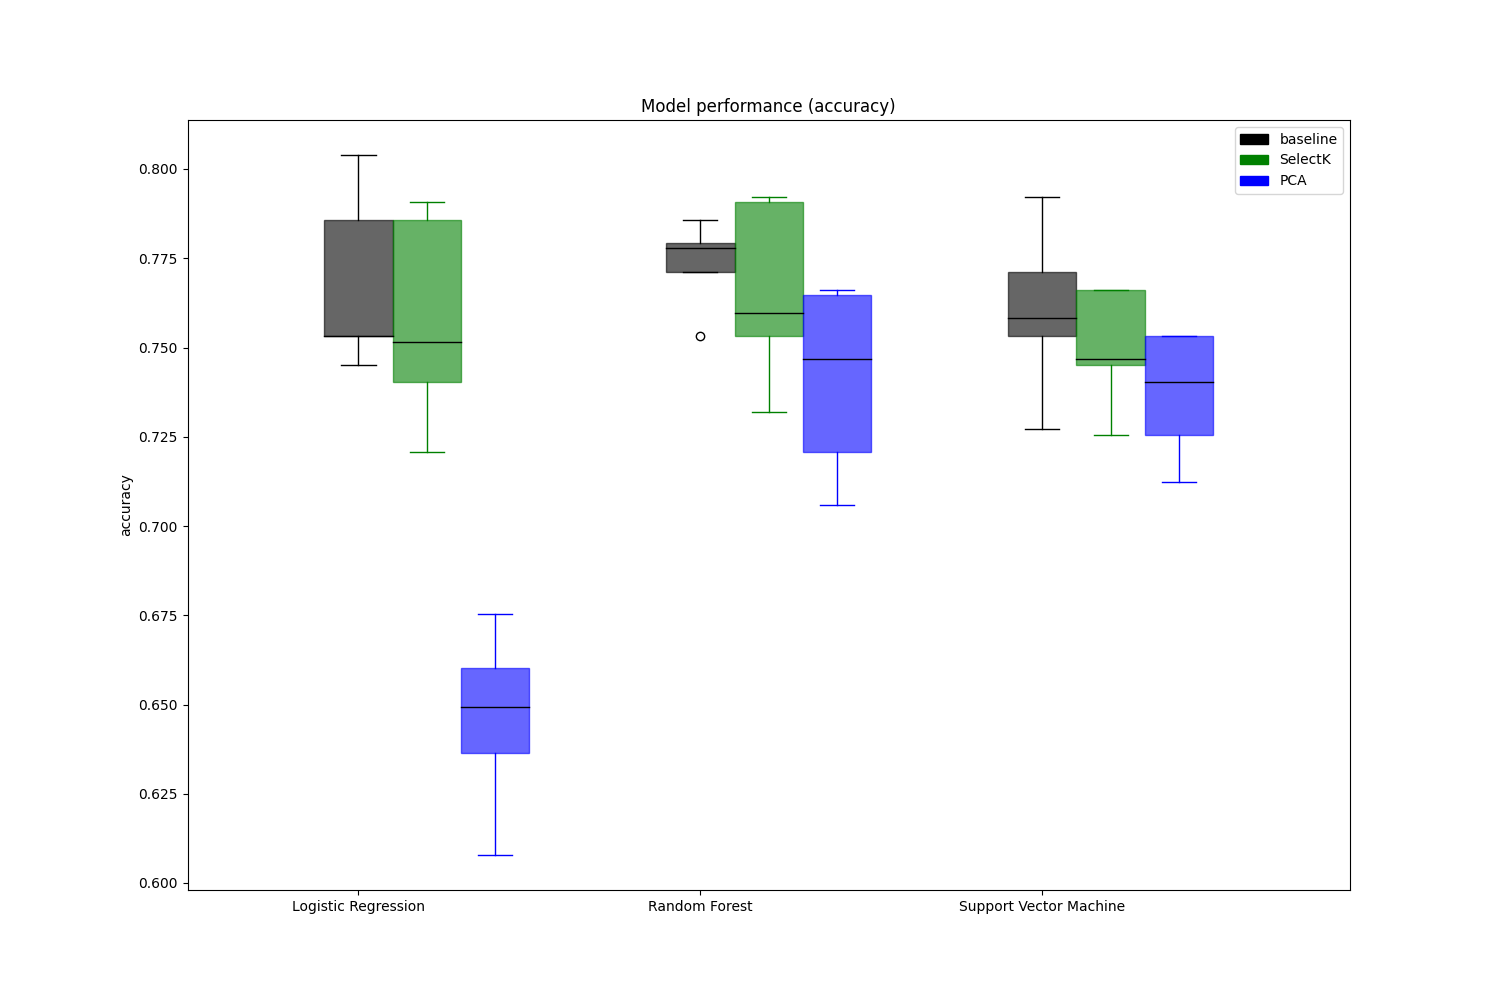 Model performance (accuracy)
baseline
SelectK
PCA
0.800
0.775
0.750
0.725
0.700
0.675
0.650
0.625
0.600
accuracy
Logistic Regression
Random Forest
Support Vector Machine